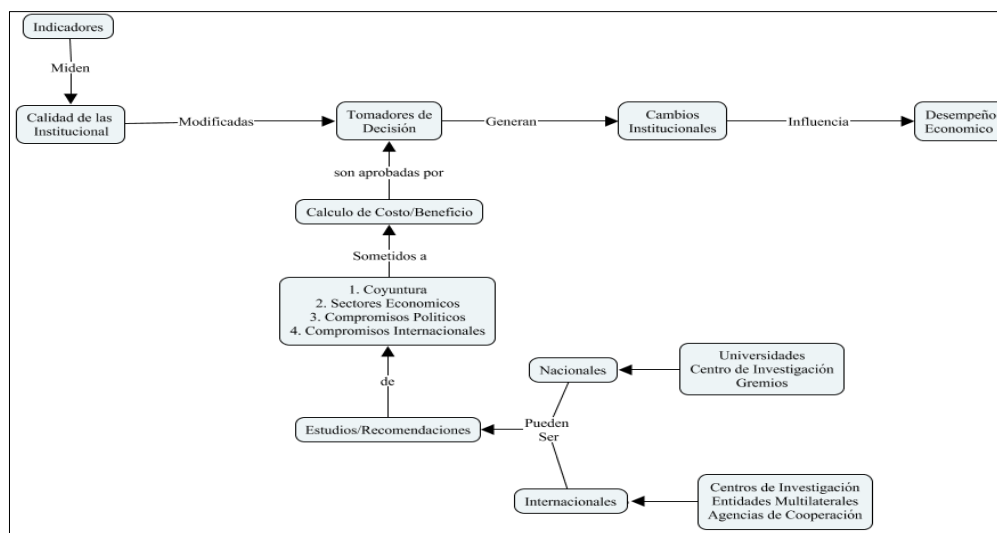 Indicadores
Miden
Calidad de las
Institucional
Modificadas
Tomadores de
Decisión
Generan
Cambios
Institucionales
Influencia
Desempeño
Economico
son aprobadas por
Calculo de Costo/Beneficio
Sometidos a
1. Coyuntura
2. Sectores Economicos
3. Compromisos Politicos
4. Compromisos Internacionales
de
Estudios/Recomendaciones
Pueden
Ser
Nacionales
Universidades
Centro de Investigación
Gremios
Internacionales
Centros de Investigación
Entidades Multilaterales
Agencias de Cooperación